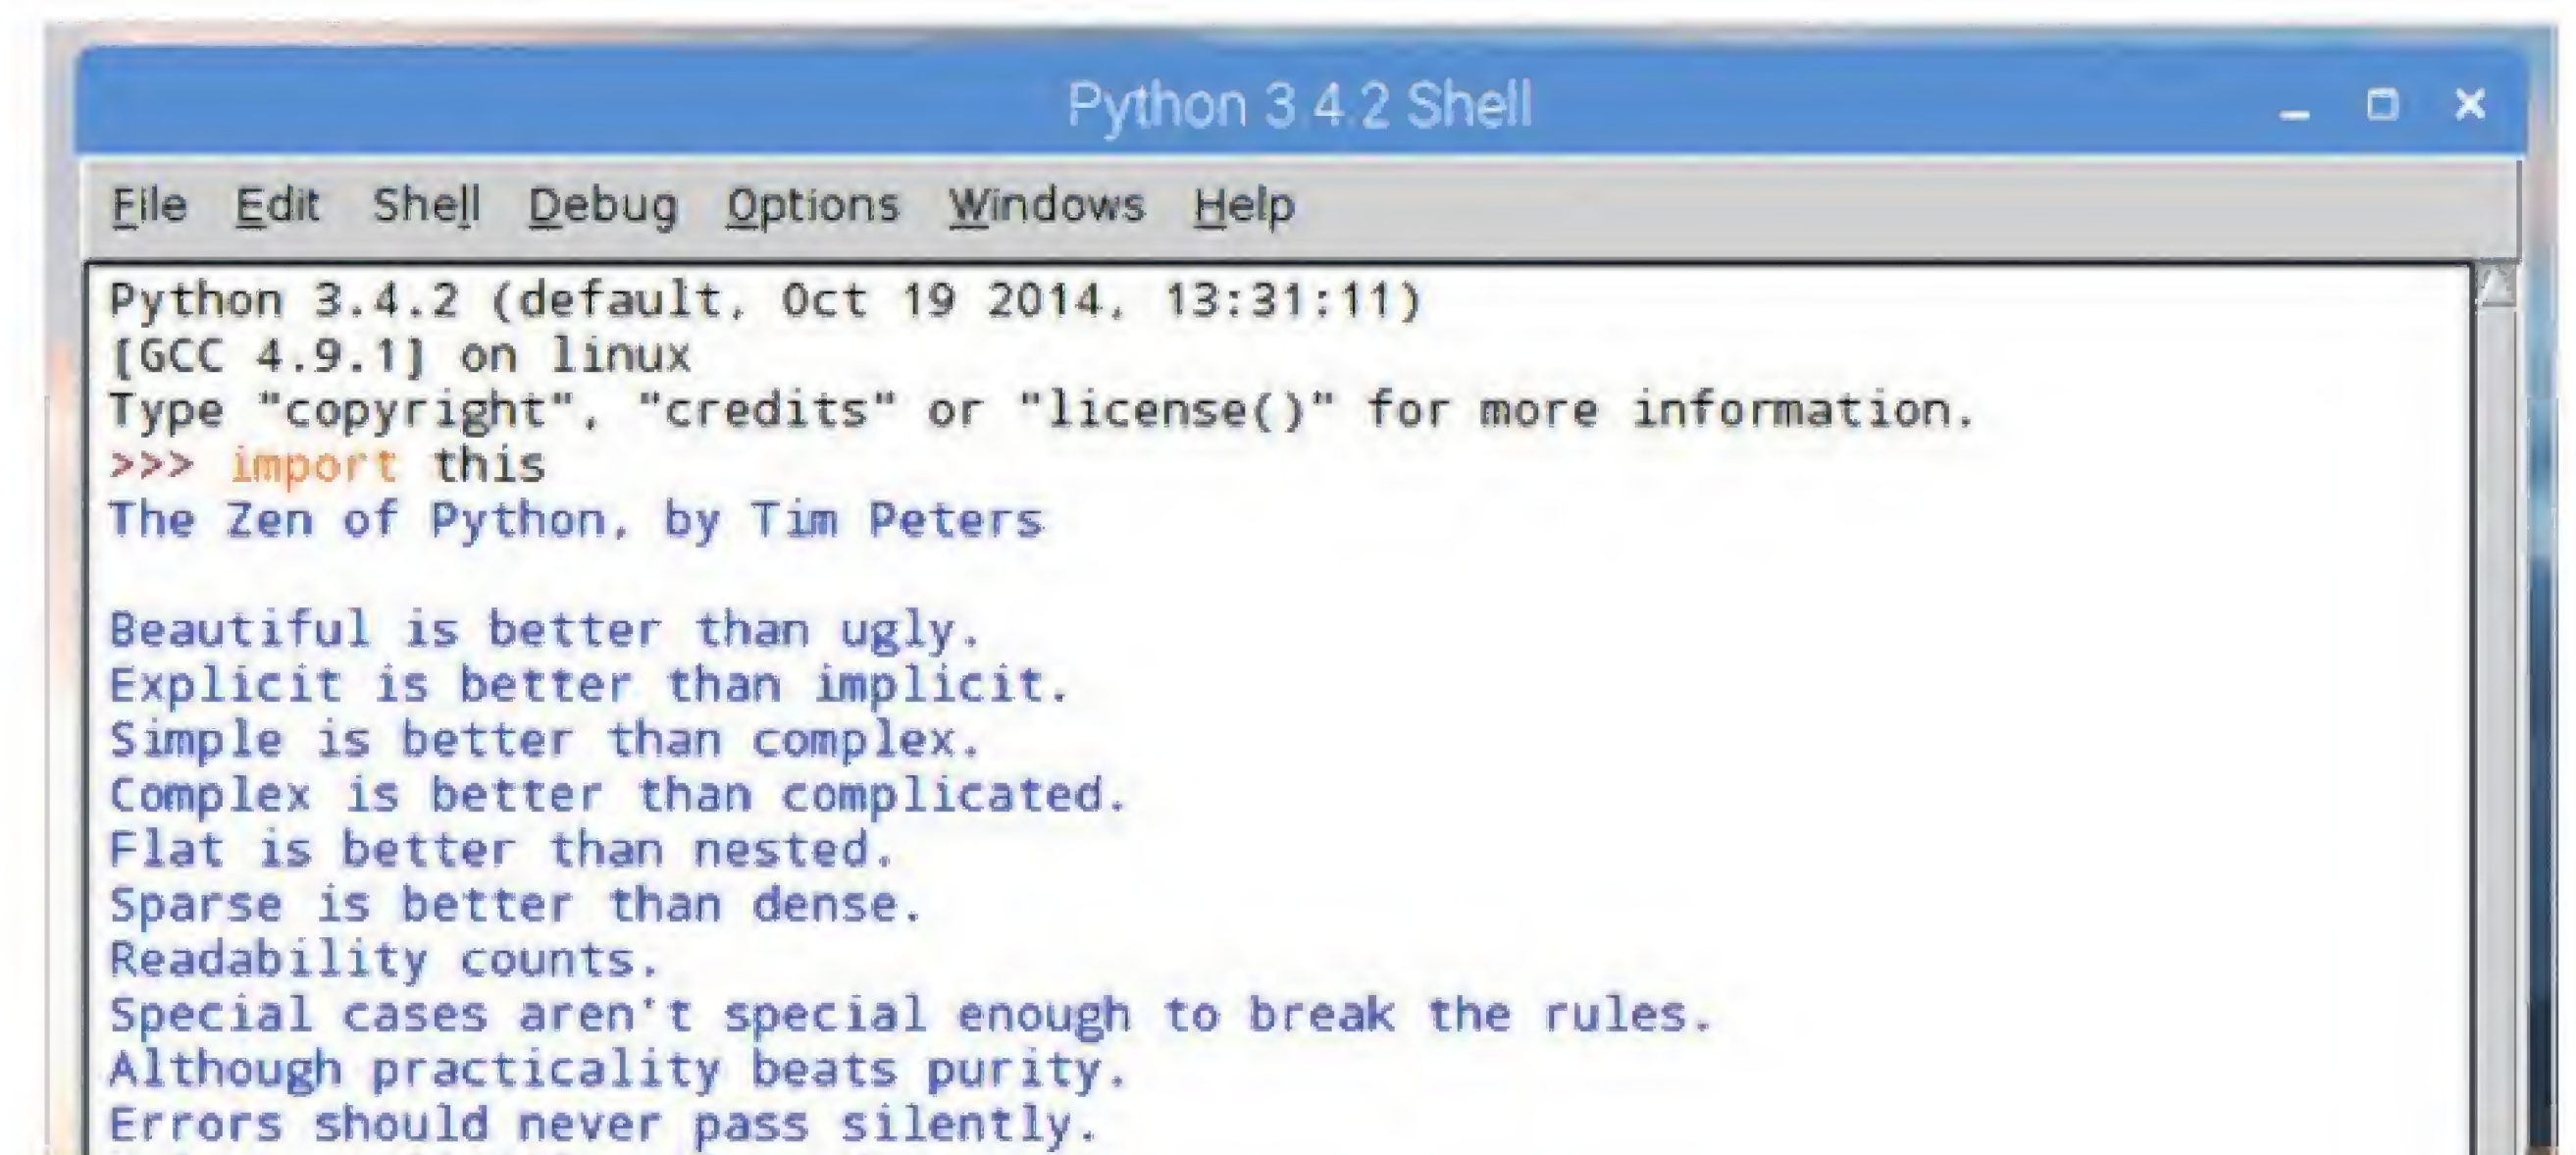 Python 3.4.2 Shell
File Edit Shell Debug Options Windows Help
Python 3.4.2 (default, Oct 19 2014, 13:31:11)
[GCC 4.9.1] on linux
Type "copyright", "credits" or "license()" for more information.
>>> import this
The Zen of Python, by Tim Peters
Beautiful is better than ugly.
Explicit is better than implicit.
Simple is better than complex.
Complex is better than complicated.
Flat is better than nested.
Sparse is better than dense.
Readability counts.
Special cases aren't special enough to break the rules.
Although practicality beats purity.
Errors should never pass silently.